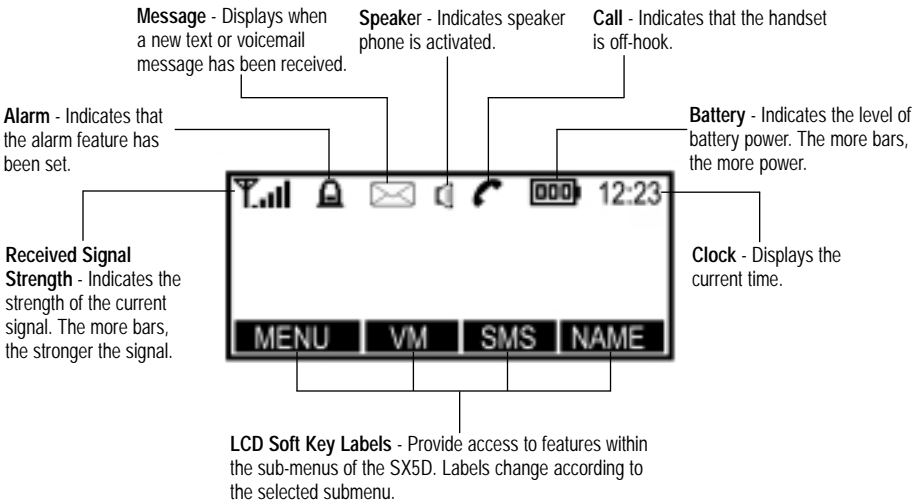 Message - Displays when
a new text or voicemail
message has been received.
Speaker - Indicates speaker
phone is activated.
Call - Indicates that the handset
is off-hook.
Alarm - Indicates that
the alarm feature has
been set.
Battery - Indicates the level of
battery power. The more bars,
the more power.
12:23
Received Signal
Strength - Indicates the
strength of the current
signal. The more bars,
the stronger the signal.
Clock - Displays the
current time.
MENU VM SMS NAME
LCD Soft Key Labels - Provide access to features within
the sub-menus of the SX5D. Labels change according to
the selected submenu.